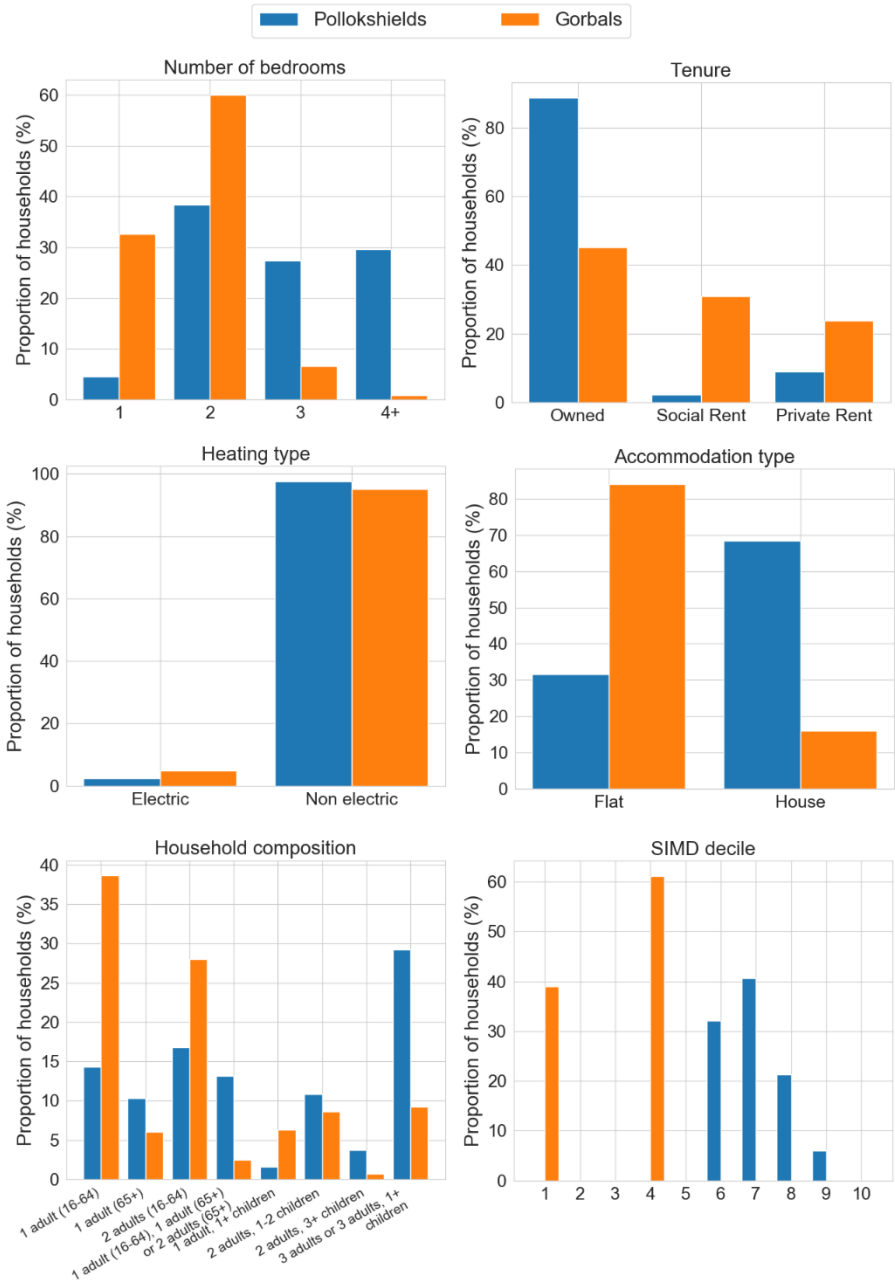 Pollokshields
Gorbals
Number of bedrooms
Proportion of households (%)
60
50
40
30
20
10
0
1
2
3
4+
Tenure
Proportion of households (%)
80
60
40
20
0
Owned
Social Rent
Private Rent
Heating type
Proportion of households (%)
100
80
60
40
20
0
Electric
Non electric
Accommodation type
Proportion of households (%)
80
70
60
50
40
30
20
10
0
Flat
House
Household composition
Proportion of households (%)
40
35
30
25
20
15
10
5
0
1 adult (16-64)
1 adult (65+)
2 adults (16-64)
1 adult (16-64), 1 adult (65+)
or 2 adults (65+)
1 adult, 1+ children
2 adults, 1-2 children
2 adults, 3+ children
3 adults or 3 adults, 1+
children
SIMD decile
Proportion of households (%)
60
50
40
30
20
10
0
1
2
3
4
5
6
7
8
9
10